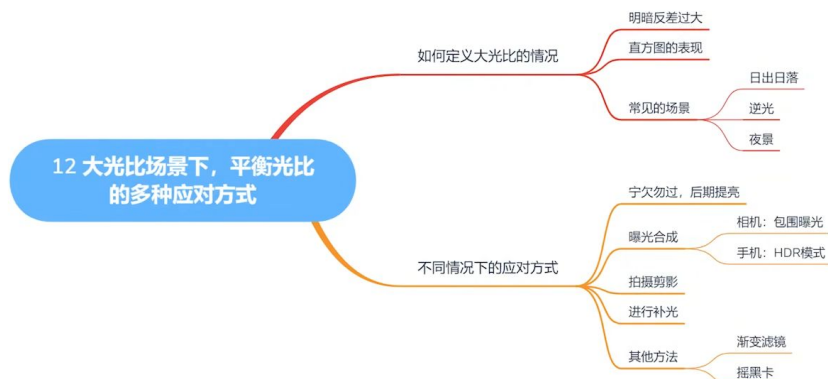 12 大光比场景下，平衡光比
的多种应对方式
如何定义大光比的情况
明暗反差过大
直方图的表现
常见的场景
日出日落
逆光
夜景
不同情况下的应对方式
宁欠勿过，后期提亮
曝光合成
相机：包围曝光
手机：HDR模式
拍摄剪影
进行补光
其他方法
渐变滤镜
摇黑卡